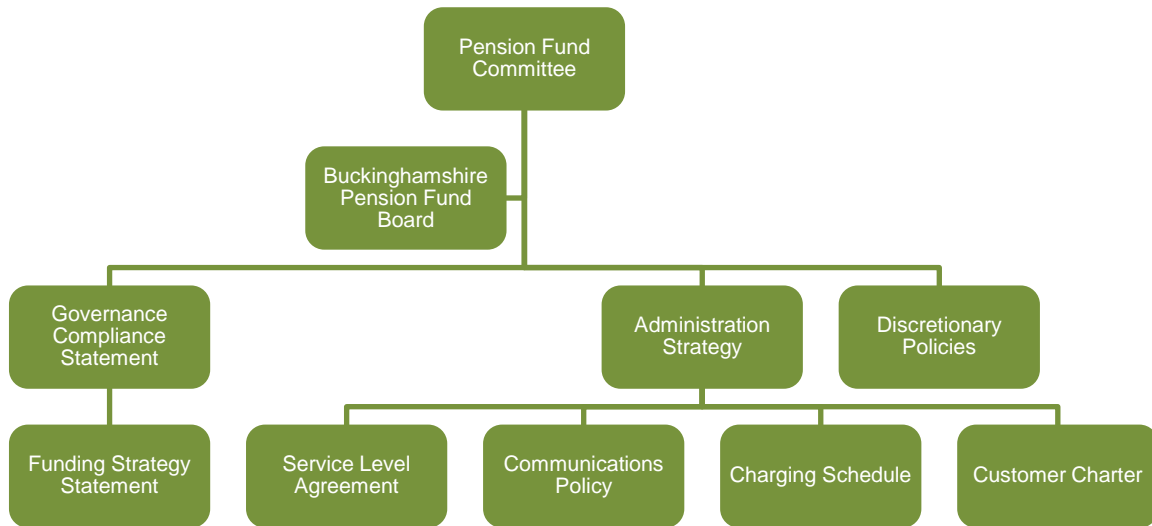 Pension Fund
Committee
Buckinghamshire
Pension Fund
Board
Governance
Compliance
Statement
Administration
Strategy
Discretionary
Policies
Funding Strategy
Statement
Service Level
Agreement
Communications
Policy
Charging Schedule
Customer Charter